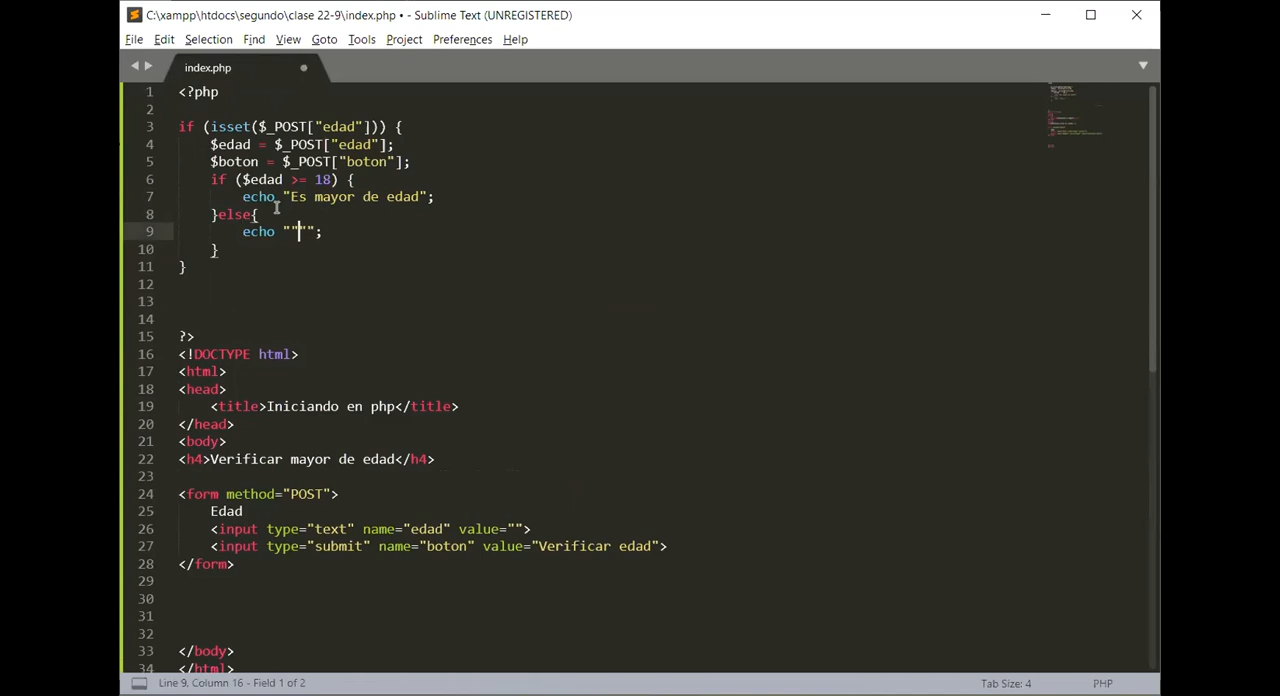 C:\xampp\htdocs\segundo\clase 22-9\index.php • - Sublime Text (UNREGISTERED)
File Edit Selection Find View Goto Tools Project Preferences Help
index.php
1 <?php
2
3 if (isset($_POST["edad"])) {
4 $edad = $_POST["edad"];
5 $boton = $_POST["boton"];
6 if ($edad >= 18) {
7 echo "Es mayor de edad";
8 }else{
9 echo """";
10 }
11 }
12
13
14
15 ?>
16 <!DOCTYPE html>
17 <html>
18 <head>
19 <title>Iniciando en php</title>
20 </head>
21 <body>
22 <h4>Verificar mayor de edad</h4>
23
24 <form method="POST">
25 Edad
26 <input type="text" name="edad" value="">
27 <input type="submit" name="boton" value="Verificar edad">
28 </form>
29
30
31
32
33 </body>
34 </html>
Line 9, Column 16 - Field 1 of 2 Tab Size: 4 PHP